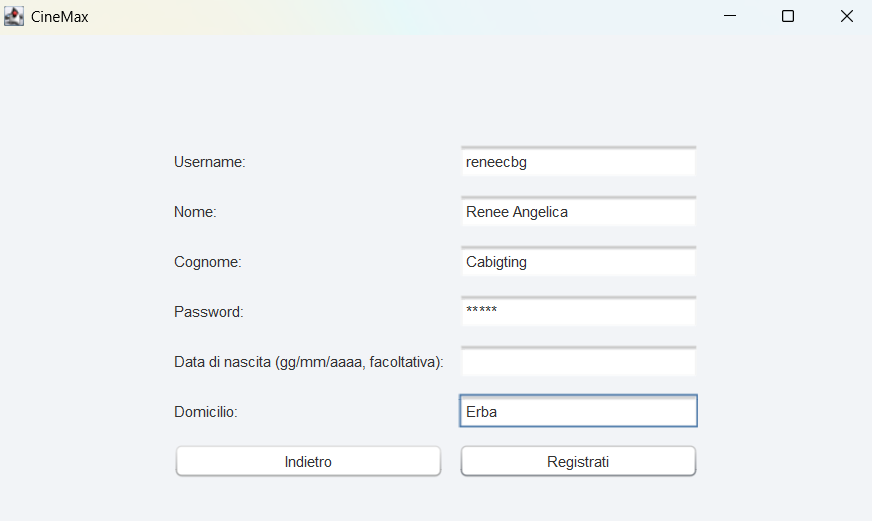 CineMax
Username: reneecbg
Nome: Renee Angelica
Cognome: Cabigting
Password: *****
Data di nascita (gg/mm/aaaa, facoltativa):
Domicilio: Erba
Indietro Registrati